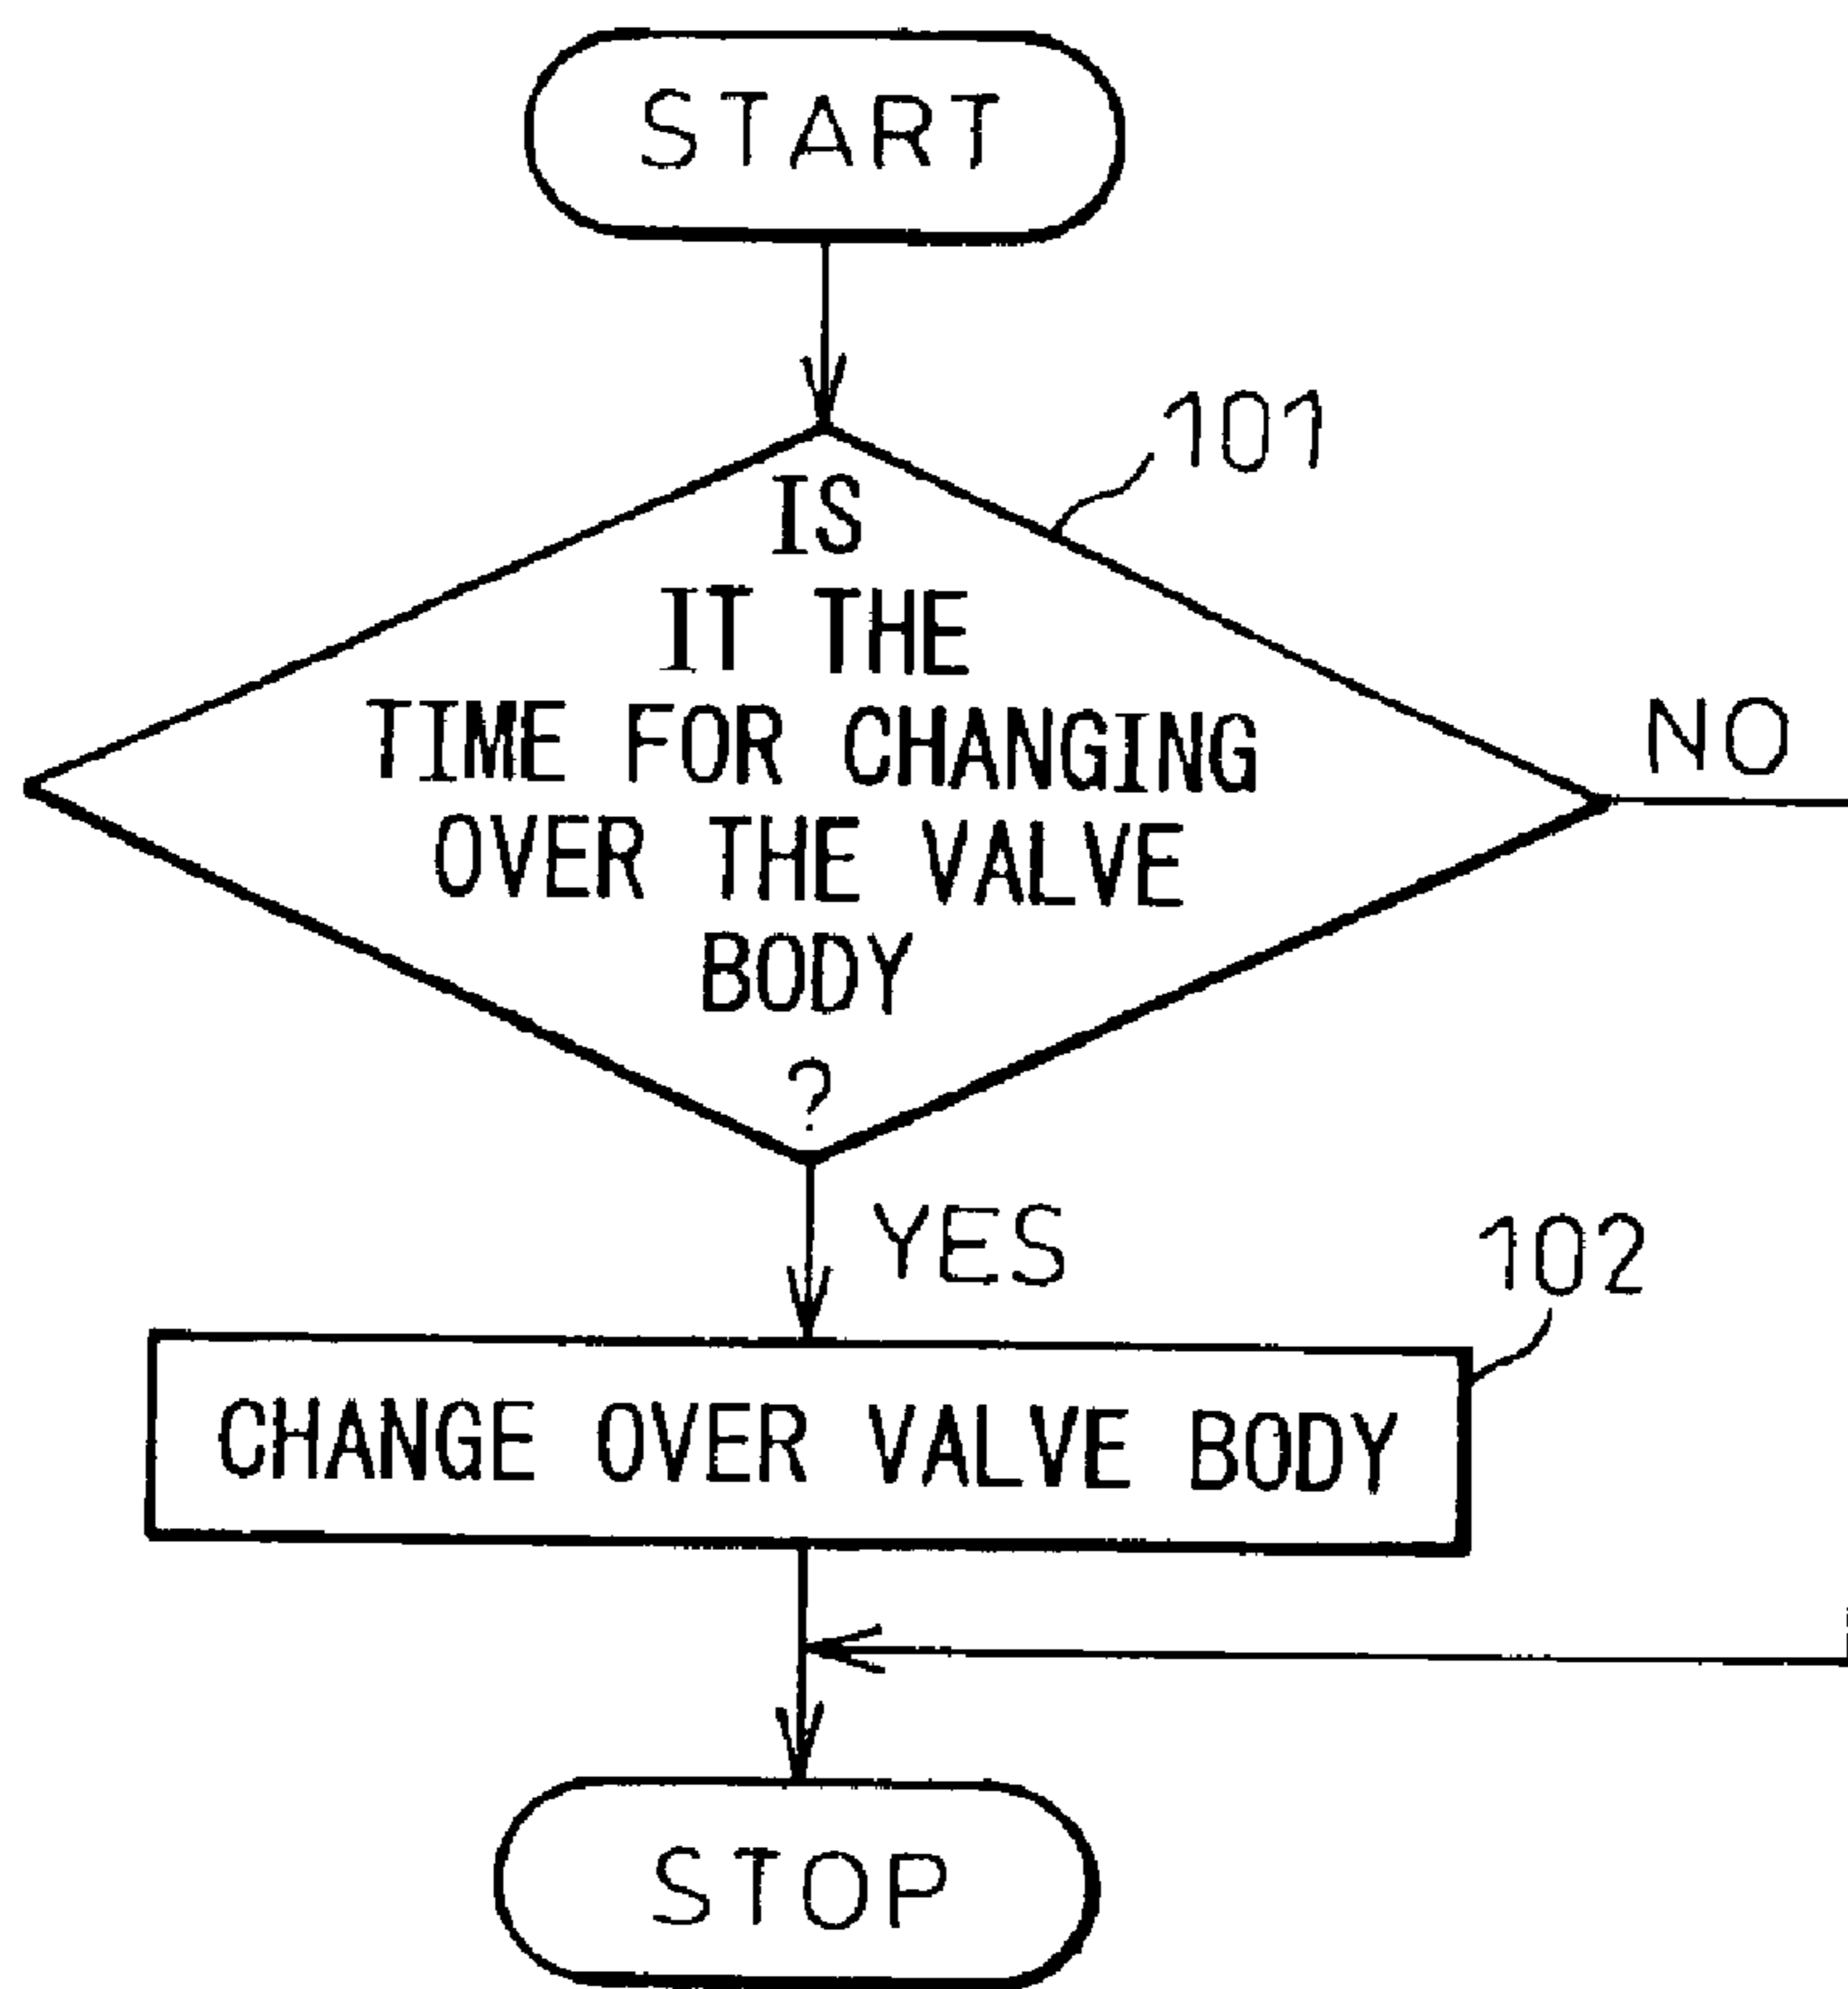 START
101
IS
IT THE
TIME FOR CHANGING
OVER THE VALVE
BODY
?
NO
YES
102
CHANGE OVER VALVE BODY
STOP